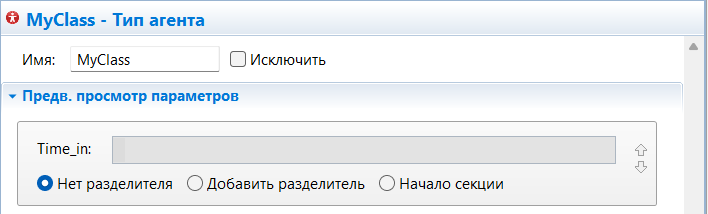 MyClass - Тип агента
Имя: MyClass Исключить
Предв. просмотр параметров
Time_in:
Нет разделителя Добавить разделитель Начало секции